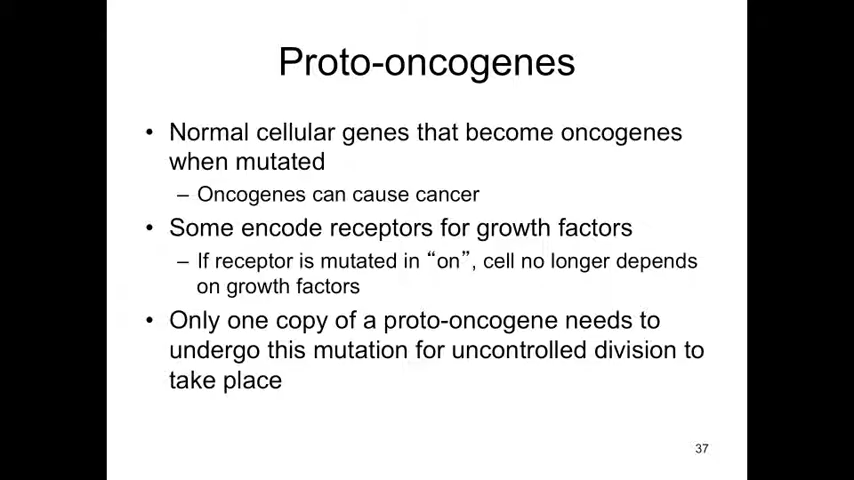 Proto-oncogenes
• Normal cellular genes that become oncogenes
when mutated
– Oncogenes can cause cancer
• Some encode receptors for growth factors
– If receptor is mutated in “on”, cell no longer depends
on growth factors
• Only one copy of a proto-oncogene needs to
undergo this mutation for uncontrolled division to
take place
37